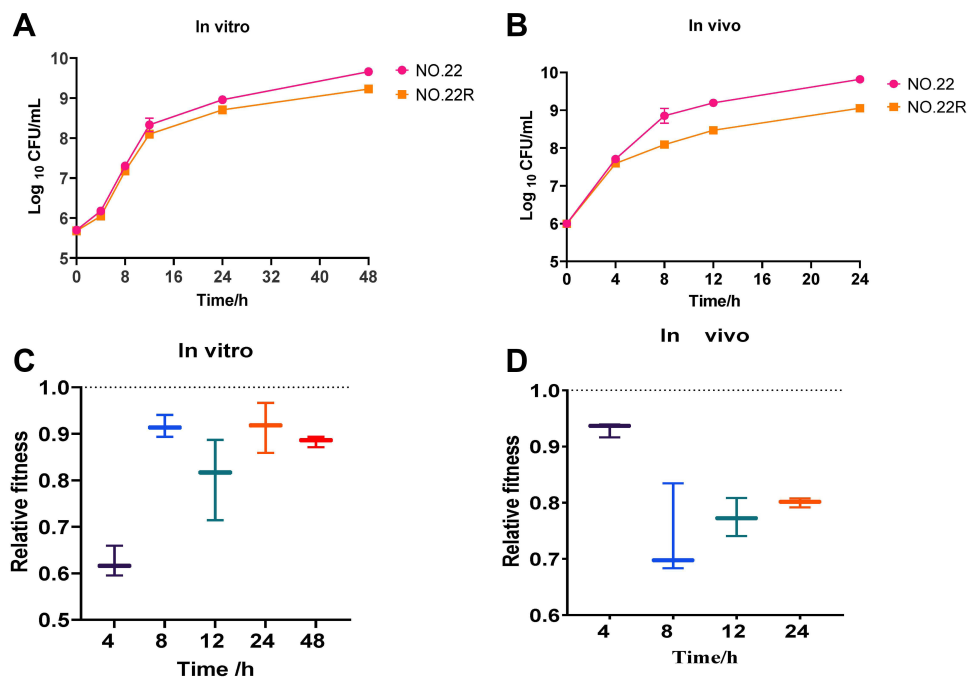 A
In vitro
Log 10 CFU/mL
10
9
8
7
6
5
0 8 16 24 32 40 48
Time/h
NO.22
NO.22R
B
In vivo
Log 10 CFU/mL
10
9
8
7
6
5
0 4 8 12 16 20 24
Time/h
NO.22
NO.22R
C
In vitro
Relative fitness
1.0
0.9
0.8
0.7
0.6
0.5
4 8 12 24 48
Time /h
D
In vivo
Relative fitness
1.0
0.9
0.8
0.7
0.6
4 8 12 24
Time/h